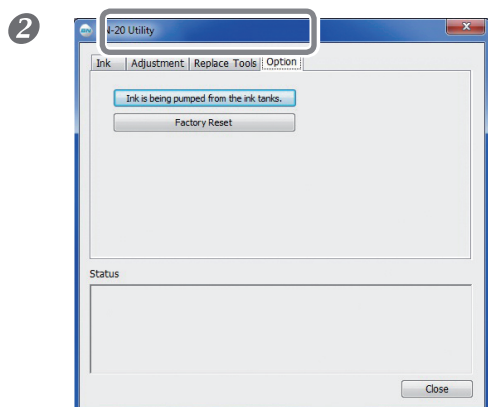 2
N-20 Utility
Ink Adjustment Replace Tools Option
Ink is being pumped from the ink tanks.
Factory Reset
Status
Close